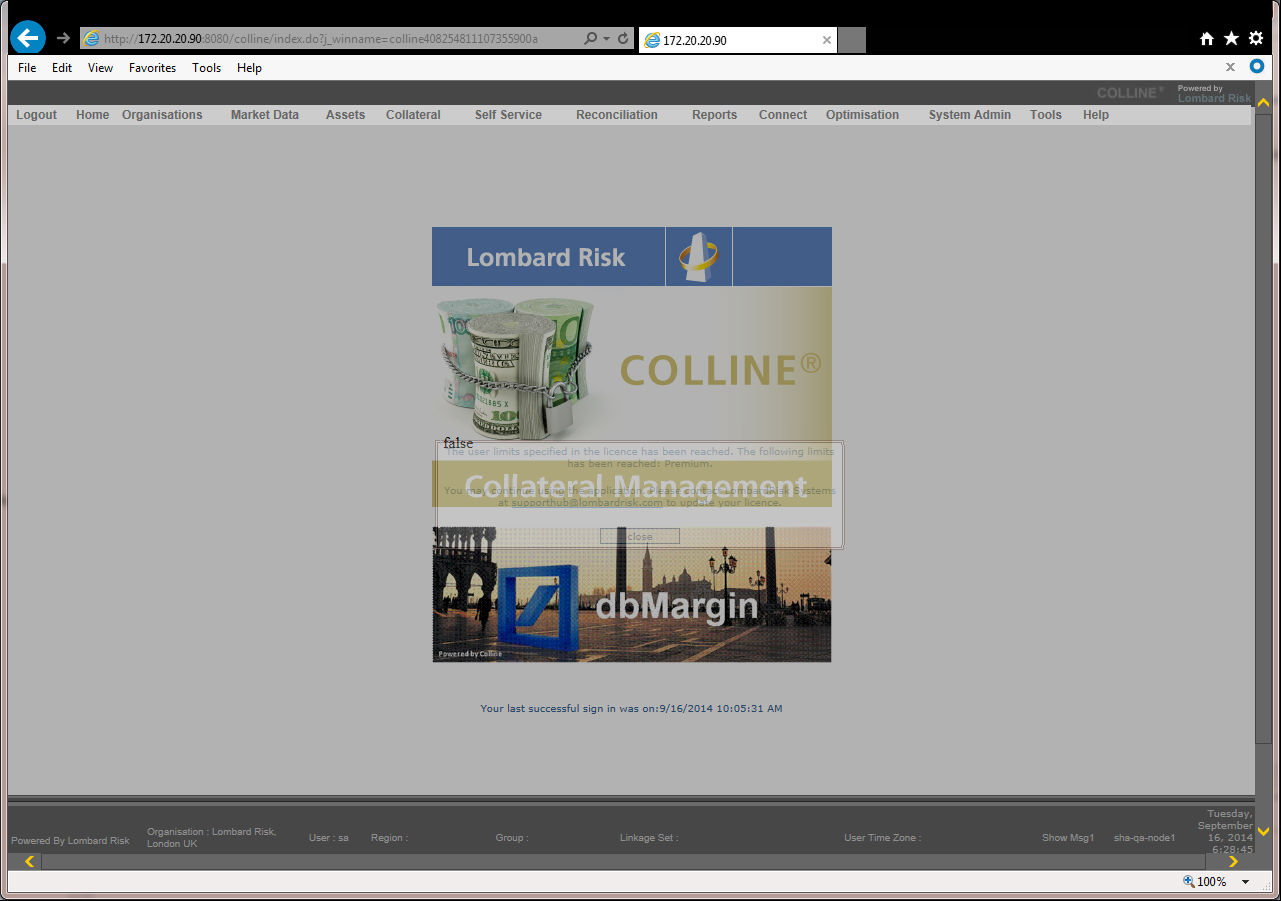 http://172.20.20.90:8080/colline/index.do?j_winname=colline408254811107355900a
172.20.20.90
File Edit View Favorites Tools Help
COLLINE®
Powered by
Lombard Risk
Logout Home Organisations Market Data Assets Collateral Self Service Reconciliation Reports Connect Optimisation System Admin Tools Help
Lombard Risk
COLLINE®
false
The user limits specified in the licence has been reached. The following limits
has been reached: Premium.
Collateral Management
You may continue using the application. Please contact LombardRisk Systems
at supporthub@lombardrisk.com to update your licence.
close
dbMargin
Powered by Colline
Your last successful sign in was on:9/16/2014 10:05:31 AM
Powered By Lombard Risk
Organisation : Lombard Risk,
London UK
User : sa
Region :
Group :
Linkage Set :
User Time Zone :
Show Msg1
sha-qa-node1
Tuesday,
September
16, 2014
6:28:45
100%